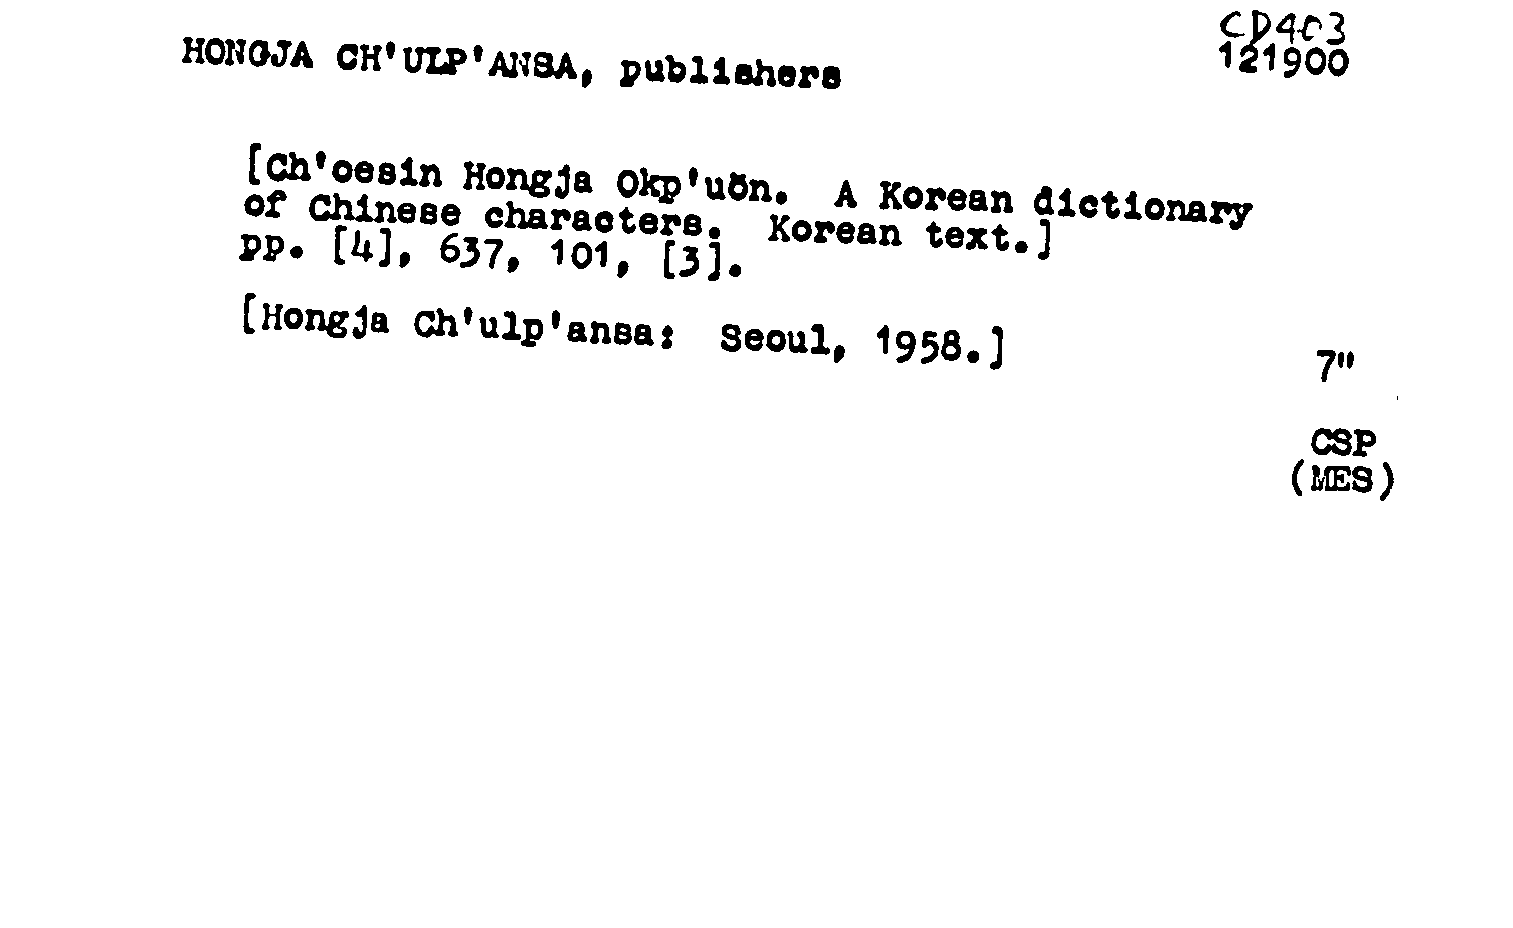 CD403
HONGJA CH'ULP'ANSA, publishers
121900
[Ch'oesin Hongja Okp'uŏn. A Korean dictionary
of Chinese characters. Korean text.]
pp. [4], 637, 101, [3].
[Hongja Ch'ulp'ansa: Seoul, 1958.]
7"
CSP
(MES)